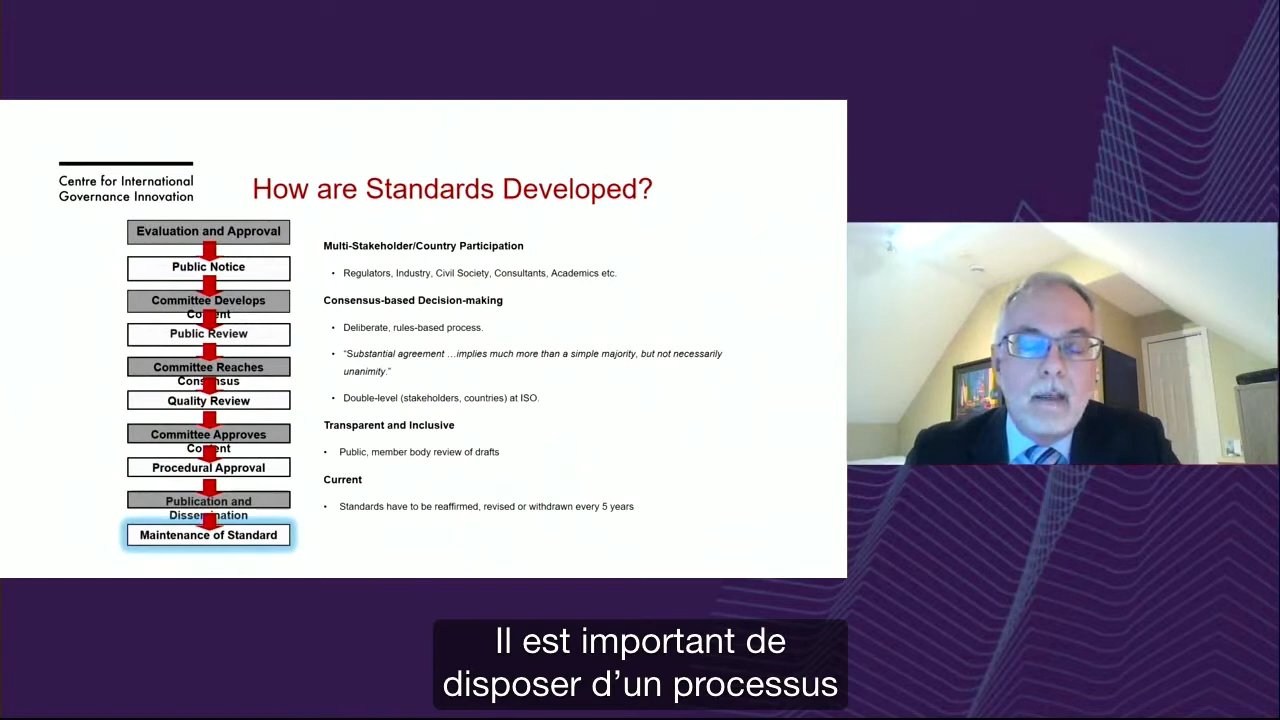 Centre for International
Governance Innovation
How are Standards Developed?
Evaluation and Approval
Public Notice
Committee Develops
Public Review
Committee Reaches
Quality Review
Committee Approves
Procedural Approval
Publication and
Maintenance of Standard
Multi-Stakeholder/Country Participation
• Regulators, Industry, Civil Society, Consultants, Academics etc.
Consensus-based Decision-making
• Deliberate, rules-based process.
• “Substantial agreement …implies much more than a simple majority, but not necessarily
unanimity.”
• Double-level (stakeholders, countries) at ISO.
Transparent and Inclusive
• Public, member body review of drafts
Current
• Standards have to be reaffirmed, revised or withdrawn every 5 years
Il est important de
disposer d’un processus